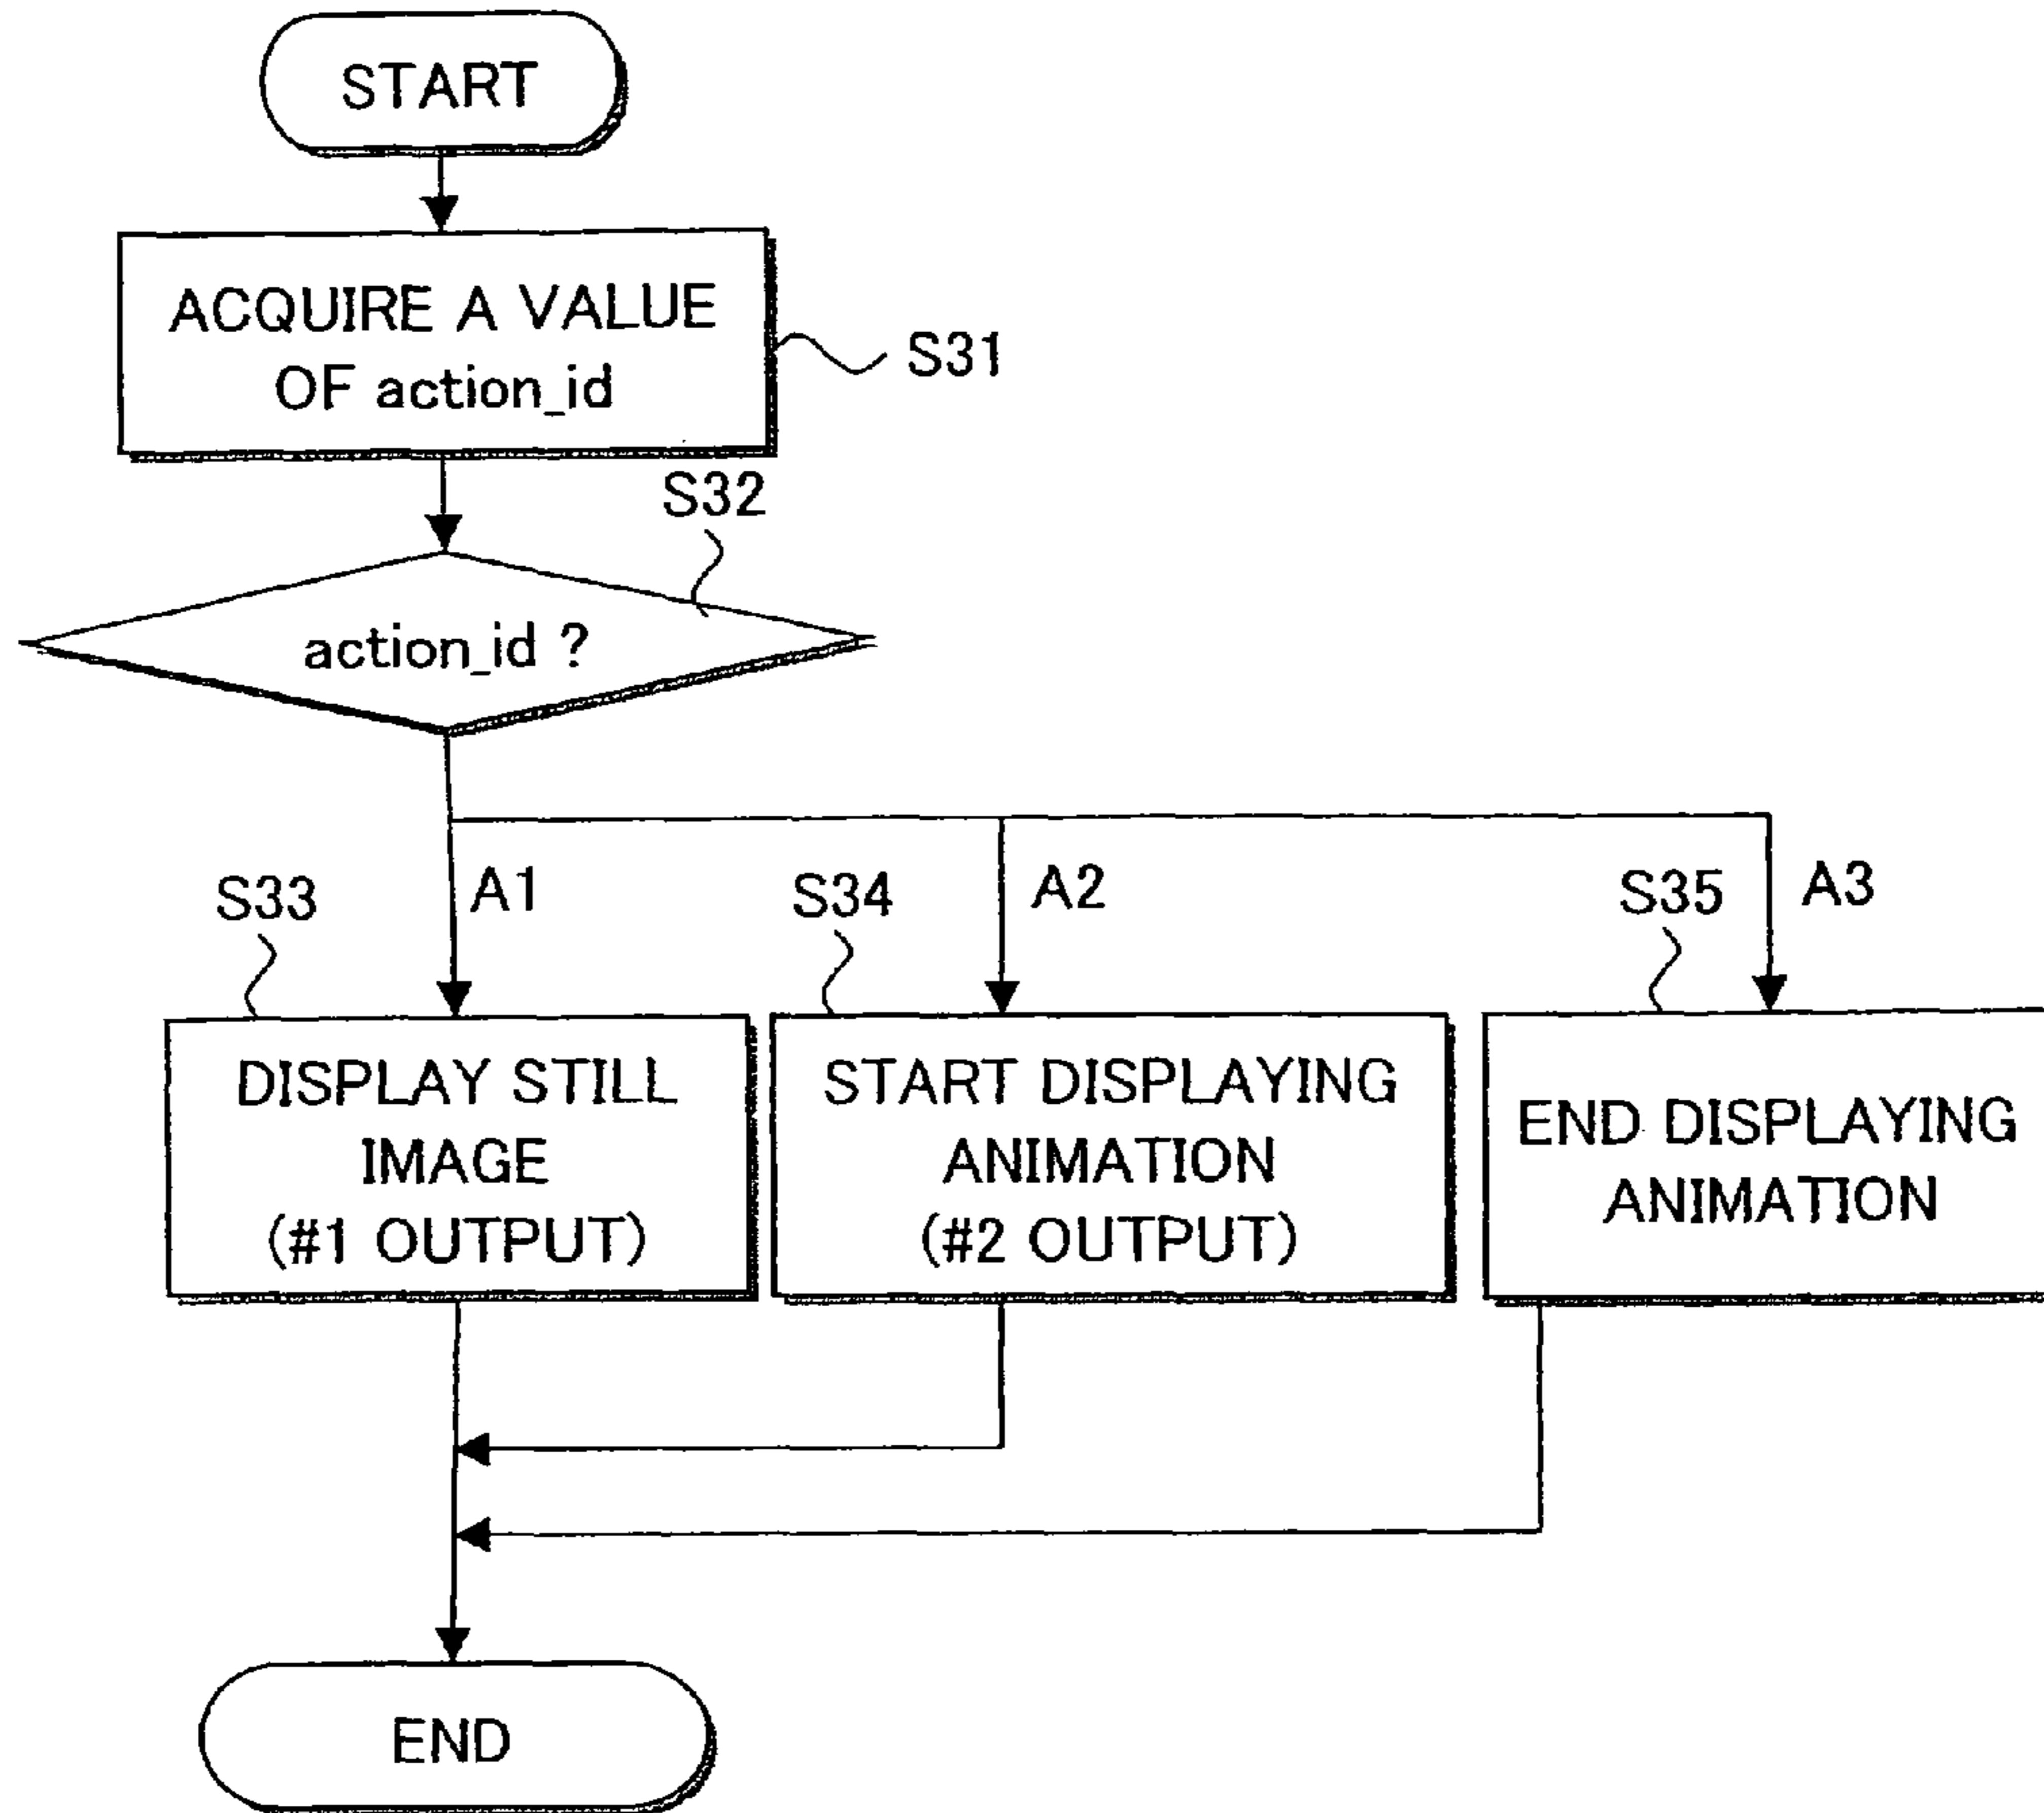 START
ACQUIRE A VALUE
OF action_id
S31
S32
action_id ?
S33
A1
S34
A2
S35
A3
DISPLAY STILL
IMAGE
(#1 OUTPUT)
START DISPLAYING
ANIMATION
(#2 OUTPUT)
END DISPLAYING
ANIMATION
END